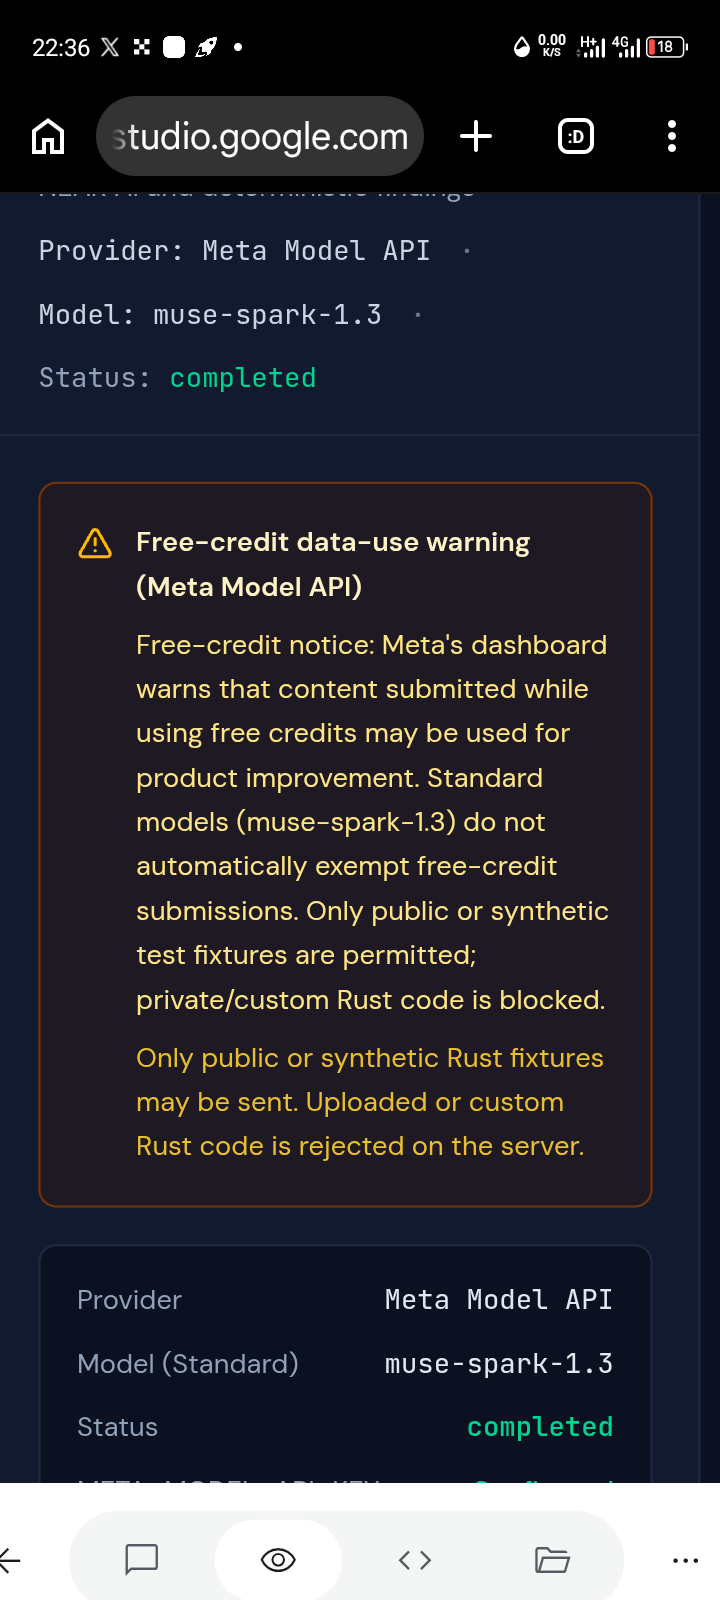 22:36
0.00
K/S
H+
4G
18
studio.google.com
:D
NEAR AI and deterministic findings
Provider: Meta Model API ·
Model: muse-spark-1.3 ·
Status: completed
Free-credit data-use warning
(Meta Model API)
Free-credit notice: Meta's dashboard
warns that content submitted while
using free credits may be used for
product improvement. Standard
models (muse-spark-1.3) do not
automatically exempt free-credit
submissions. Only public or synthetic
test fixtures are permitted;
private/custom Rust code is blocked.
Only public or synthetic Rust fixtures
may be sent. Uploaded or custom
Rust code is rejected on the server.
Provider Meta Model API
Model (Standard) muse-spark-1.3
Status completed